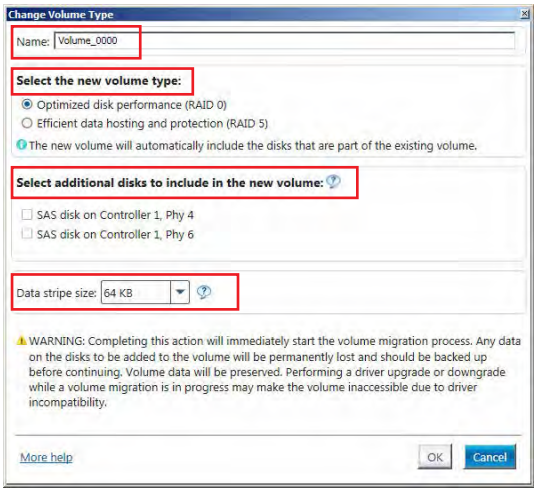 Change Volume Type
Name: Volume_0000
Select the new volume type:
Optimized disk performance (RAID 0)
Efficient data hosting and protection (RAID 5)
The new volume will automatically include the disks that are part of the existing volume.
Select additional disks to include in the new volume:
SAS disk on Controller 1, Phy 4
SAS disk on Controller 1, Phy 6
Data stripe size: 64 KB
WARNING: Completing this action will immediately start the volume migration process. Any data
on the disks to be added to the volume will be permanently lost and should be backed up
before continuing. Volume data will be preserved. Performing a driver upgrade or downgrade
while a volume migration is in progress may make the volume inaccessible due to driver
incompatibility.
More help
OK
Cancel